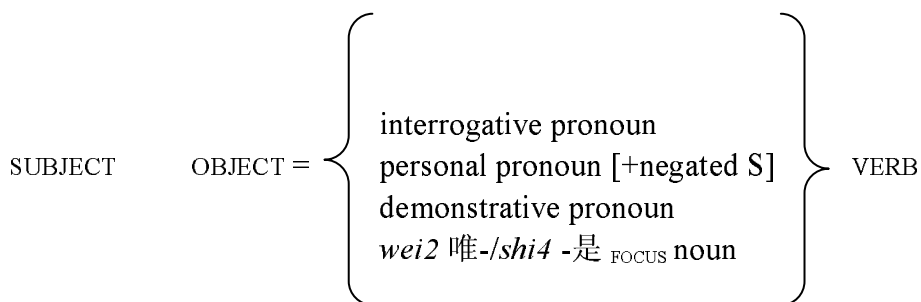 interrogative pronoun
SUBJECT OBJECT = personal pronoun [+negated S] VERB
demonstrative pronoun
wei2 唯-/shi4 -是 FOCUS noun